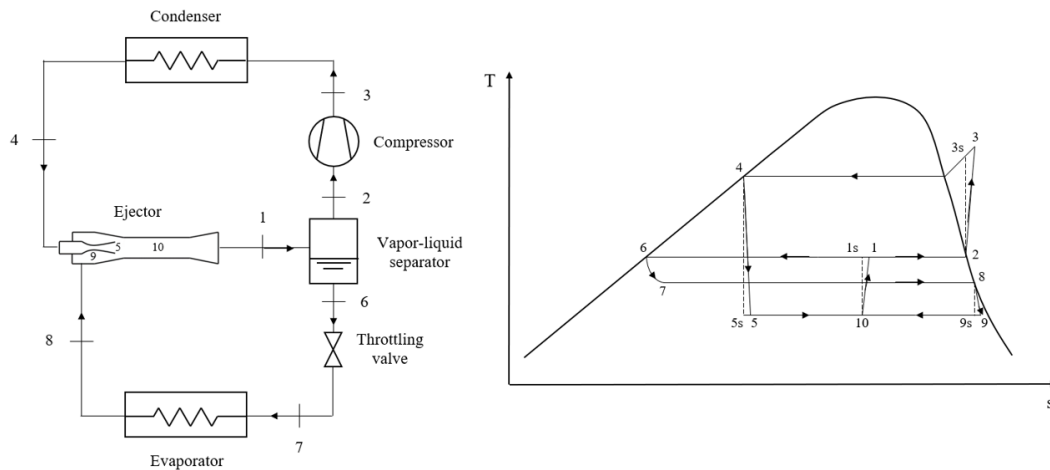 Condenser
3
4
Compressor
2
Ejector
1
5
10
9
Vapor-liquid
separator
6
8
Throttling
valve
7
Evaporator
T
3
3s
4
6
1s
1
2
7
8
5s
5
10
9s
9
s